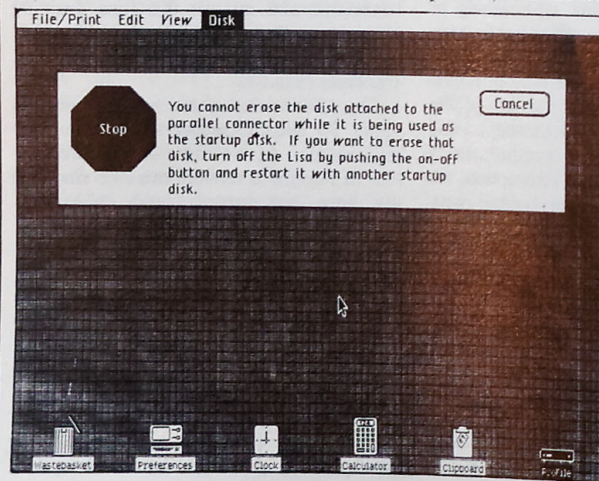 File/Print Edit View Disk
Stop
You cannot erase the disk attached to the
parallel connector while it is being used as
the startup disk. If you want to erase that
disk, turn off the Lisa by pushing the on-off
button and restart it with another startup
disk.
Cancel
Wastebasket Preferences Clock Calculator Clipboard ProFile